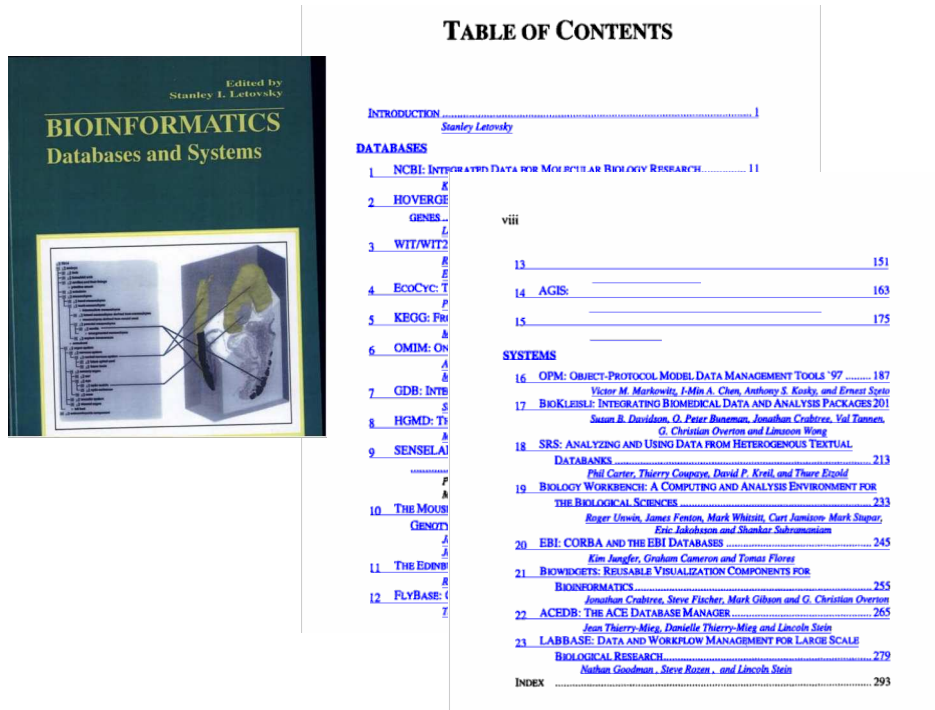 Edited by
Stanley I. Letovsky
BIOINFORMATICS
Databases and Systems
TABLE OF CONTENTS
INTRODUCTION ........ 1
Stanley Letovsky
DATABASES
1 NCBI: INTEGRATED DATA FOR MOLECULAR BIOLOGY RESEARCH ........ 11
K
2 HOVERGE
GENES ...
L
3 WIT/WIT2
R
E
4 ECOCYC: T
P
5 KEGG: FR
M
6 OMIM: ON
A
&
7 GDB: INTE
S
8 HGMD: TH
M
9 SENSELA
........
P
M
10 THE MOUS
GENOTY
J
J
11 THE EDINB
R
12 FLYBASE: 
T
viii
13 151
14 AGIS: 163
15 175
SYSTEMS
16 OPM: OBJECT-PROTOCOL MODEL DATA MANAGEMENT TOOLS `97 ......... 187
Victor M. Markowitz, I-Min A. Chen, Anthony S. Kosky, and Ernest Szeto
17 BIOKLEISLI: INTEGRATING BIOMEDICAL DATA AND ANALYSIS PACKAGES 201
Susan B. Davidson, O. Peter Buneman, Jonathan Crabtree, Val Tannen,
G. Christian Overton and Limsoon Wong
18 SRS: ANALYZING AND USING DATA FROM HETEROGENOUS TEXTUAL
DATABANKS ........ 213
Phil Carter, Thierry Coupaye, David P. Kreil, and Thure Etzold
19 BIOLOGY WORKBENCH: A COMPUTING AND ANALYSIS ENVIRONMENT FOR
THE BIOLOGICAL SCIENCES ........ 233
Roger Unwin, James Fenton, Mark Whitsitt, Curt Jamison, Mark Stupar,
Eric Jakobsson and Shankar Subramaniam
20 EBI: CORBA AND THE EBI DATABASES ........ 245
Kim Jungfer, Graham Cameron and Tomas Flores
21 BIOWIDGETS: REUSABLE VISUALIZATION COMPONENTS FOR
BIOINFORMATICS ........ 255
Jonathan Crabtree, Steve Fischer, Mark Gibson and G. Christian Overton
22 ACEDB: THE ACE DATABASE MANAGER ........ 265
Jean Thierry-Mieg, Danielle Thierry-Mieg and Lincoln Stein
23 LABBASE: DATA AND WORKFLOW MANAGEMENT FOR LARGE SCALE
BIOLOGICAL RESEARCH ........ 279
Nathan Goodman , Steve Rozen , and Lincoln Stein
INDEX ........ 293